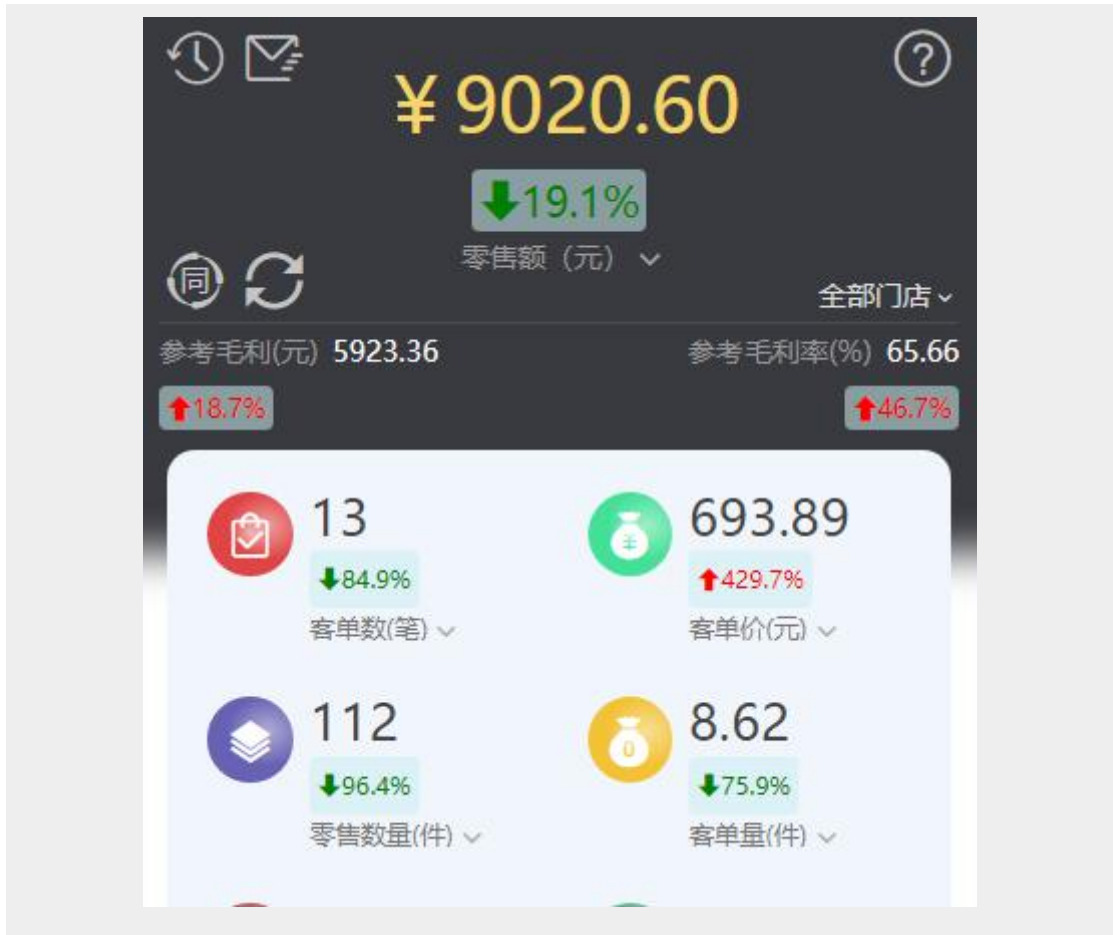 ¥9020.60
19.1%
零售额（元）
同
全部门店
参考毛利(元) 5923.36
参考毛利率(%) 65.66
18.7%
46.7%
13
693.89
84.9%
429.7%
客单数(笔)
客单价(元)
112
8.62
96.4%
75.9%
零售数量(件)
客单量(件)